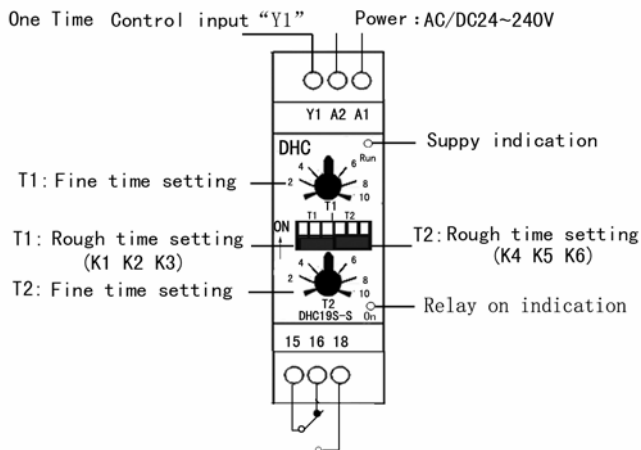 One Time Control input “Y1” Power:AC/DC24~240V
Y1 A2 A1
DHC
Suppy indication
Run
4 6
T1: Fine time setting
2 8
10
T1
T1 T2
ON
T1: Rough time setting
(K1 K2 K3)
T2: Rough time setting
(K4 K5 K6)
4 6
T2: Fine time setting
2 8
10
T2
DHC19S-S On
Relay on indication
15 16 18